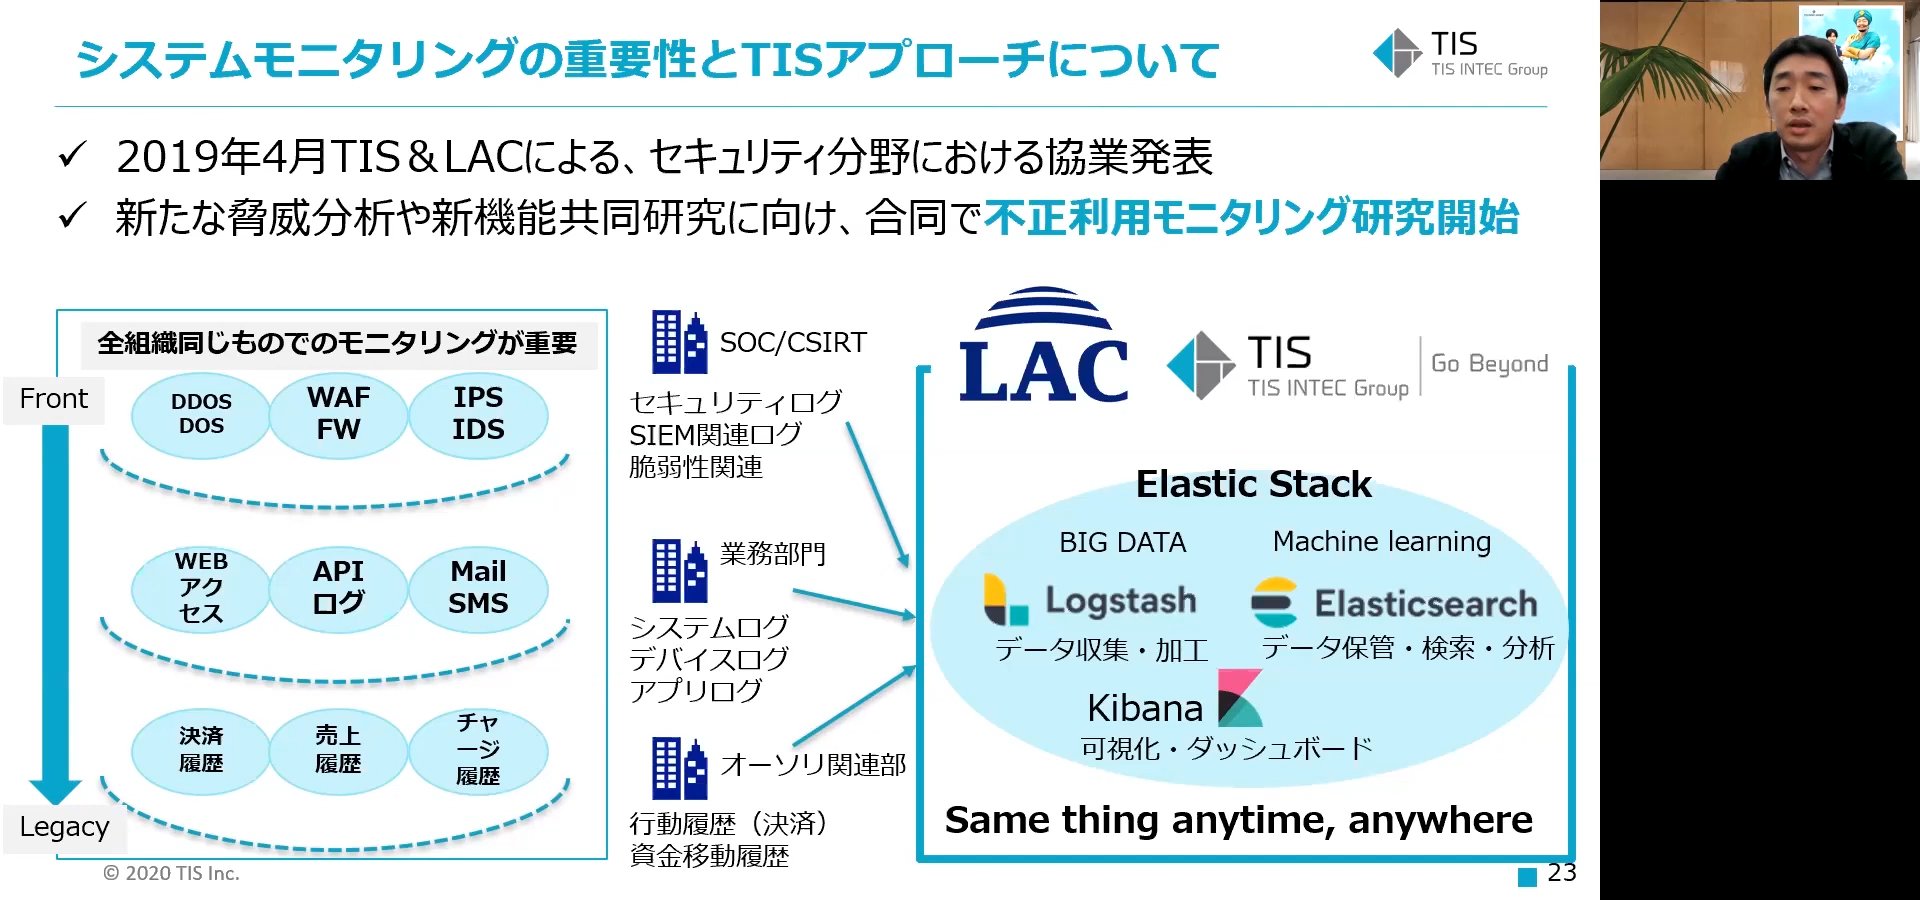 システムモニタリングの重要性とTISアプローチについて
TIS
TIS INTEC Group
✓ 2019年4月TIS＆LACによる、セキュリティ分野における協業発表
✓ 新たな脅威分析や新機能共同研究に向け、合同で不正利用モニタリング研究開始
全組織同じものでのモニタリングが重要
Front
DDOS
DOS
WAF
FW
IPS
IDS
WEB
アク
セス
API
ログ
Mail
SMS
決済
履歴
売上
履歴
チャ
ージ
履歴
Legacy
SOC/CSIRT
セキュリティログ
SIEM関連ログ
脆弱性関連
業務部門
システムログ
デバイスログ
アプリログ
オーソリ関連部
行動履歴（決済）
資金移動履歴
LAC
TIS
TIS INTEC Group
Go Beyond
Elastic Stack
BIG DATA
Machine learning
Logstash
Elasticsearch
データ収集・加工
データ保管・検索・分析
Kibana
可視化・ダッシュボード
Same thing anytime, anywhere
© 2020 TIS Inc.
23